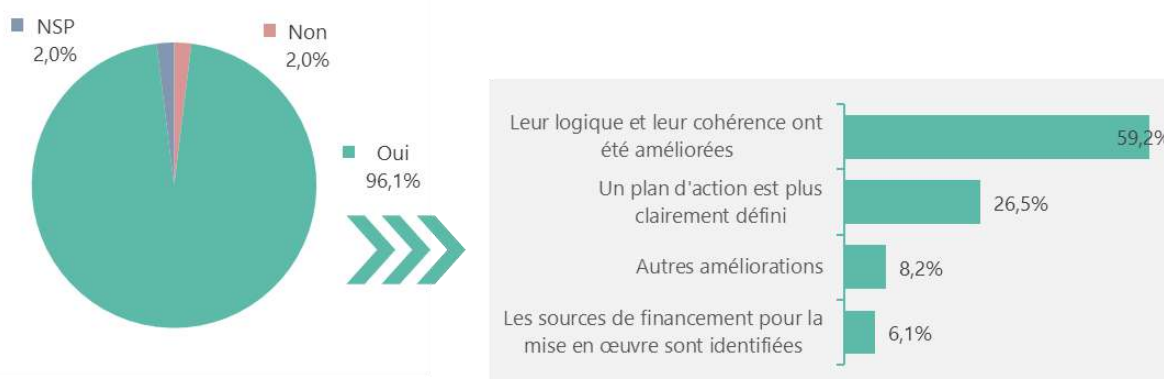 NSP
2,0%
Non
2,0%
Oui
96,1%
Leur logique et leur cohérence ont
été améliorées
59,2%
Un plan d'action est plus
clairement défini
26,5%
Autres améliorations
8,2%
Les sources de financement pour la
mise en œuvre sont identifiées
6,1%